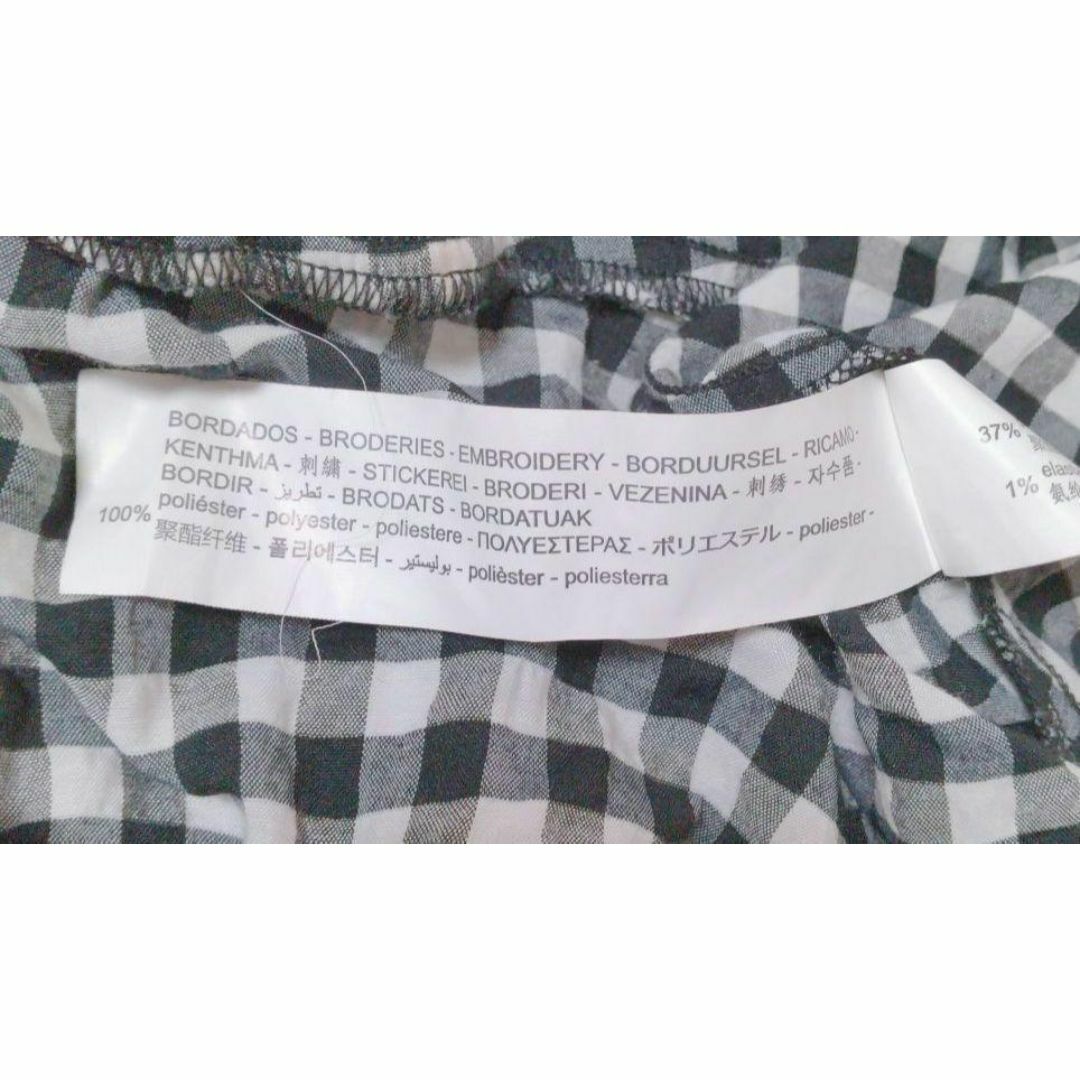 BORDADOS - BRODERIES - EMBROIDERY - BORDUURSEL - RICAMO -
KENTHMA - 刺繍 - STICKEREI - BRODERI - VEZENINA - 刺绣 - 자수품 -
BORDIR - تطريز - BRODATS - BORDATUAK
100% poliéster - polyester - poliestere - ΠΟΛΥΕΣΤΕΡΑΣ - ポリエステル - poliester -
聚酯纤维 - 폴리에스터 - بوليستير - polièster - poliesterra
37%
1%